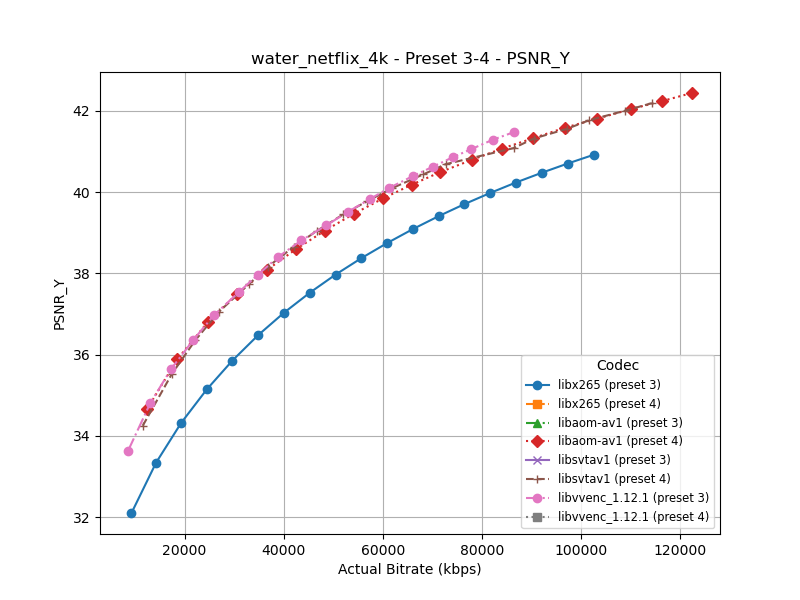 water_netflix_4k - Preset 3-4 - PSNR_Y
42
40
38
36
34
32
PSNR_Y
20000 40000 60000 80000 100000 120000
Actual Bitrate (kbps)
Codec
libx265 (preset 3)
libx265 (preset 4)
libaom-av1 (preset 3)
libaom-av1 (preset 4)
libsvtav1 (preset 3)
libsvtav1 (preset 4)
libvvenc_1.12.1 (preset 3)
libvvenc_1.12.1 (preset 4)